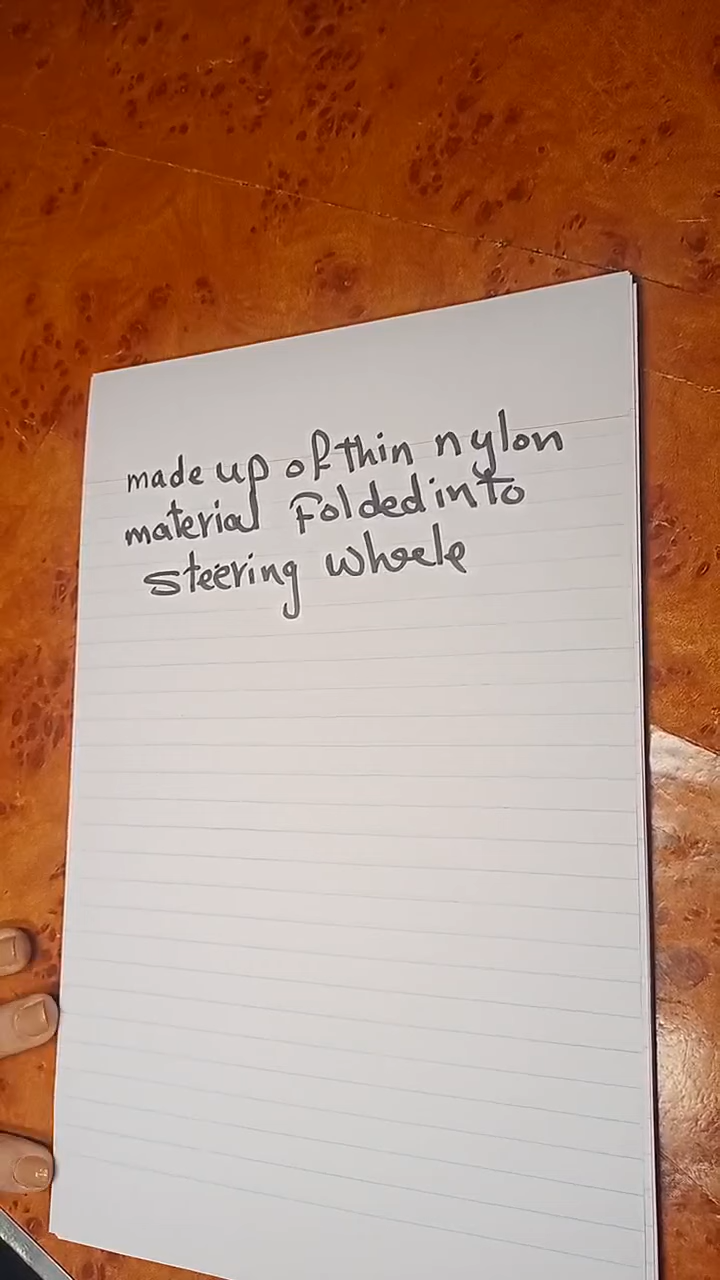 made up of thin nylon
material Folded into
steering wheele